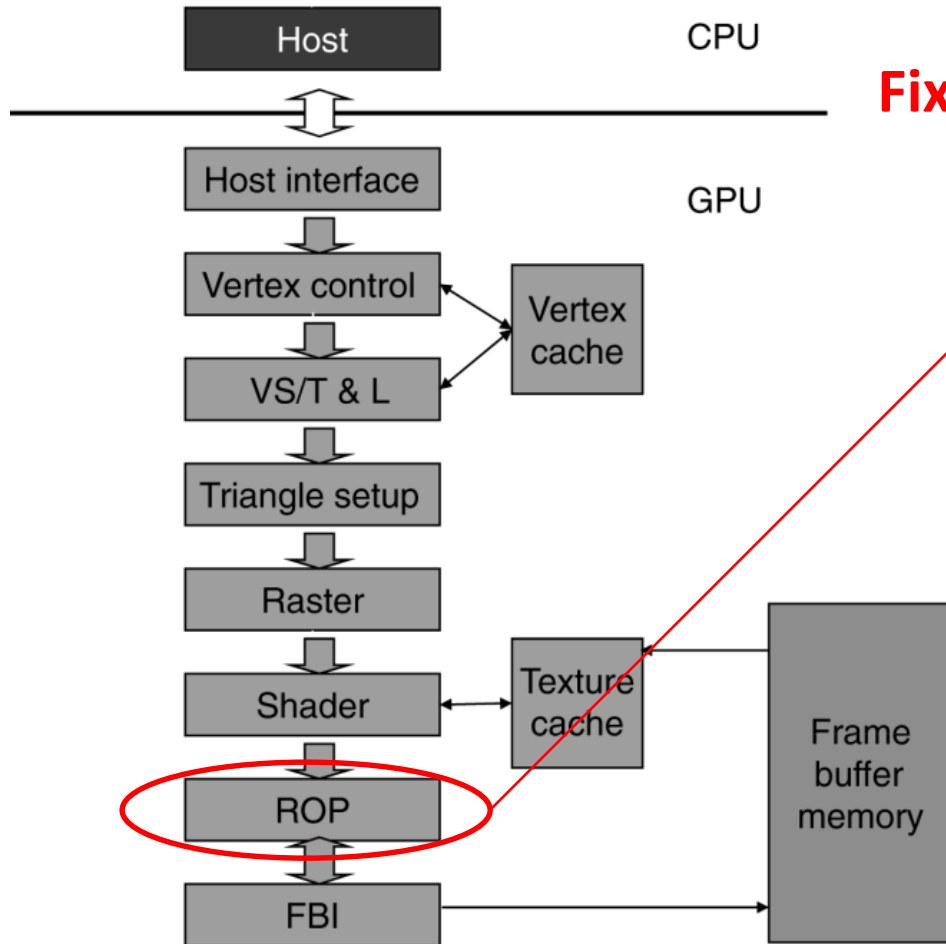 Host
CPU
Fix
Host interface
GPU
Vertex control
Vertex
cache
VS/T & L
Triangle setup
Raster
Shader
Texture
cache
Frame
buffer
memory
ROP
FBI